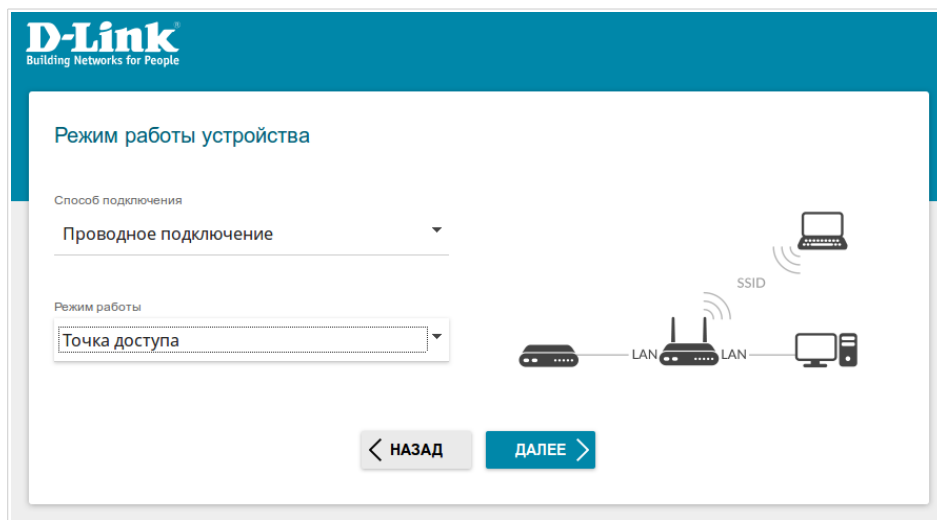 D-Link
Building Networks for People
Режим работы устройства
Способ подключения
Проводное подключение
Режим работы
Точка доступа
SSID
LAN
LAN
НАЗАД
ДАЛЕЕ